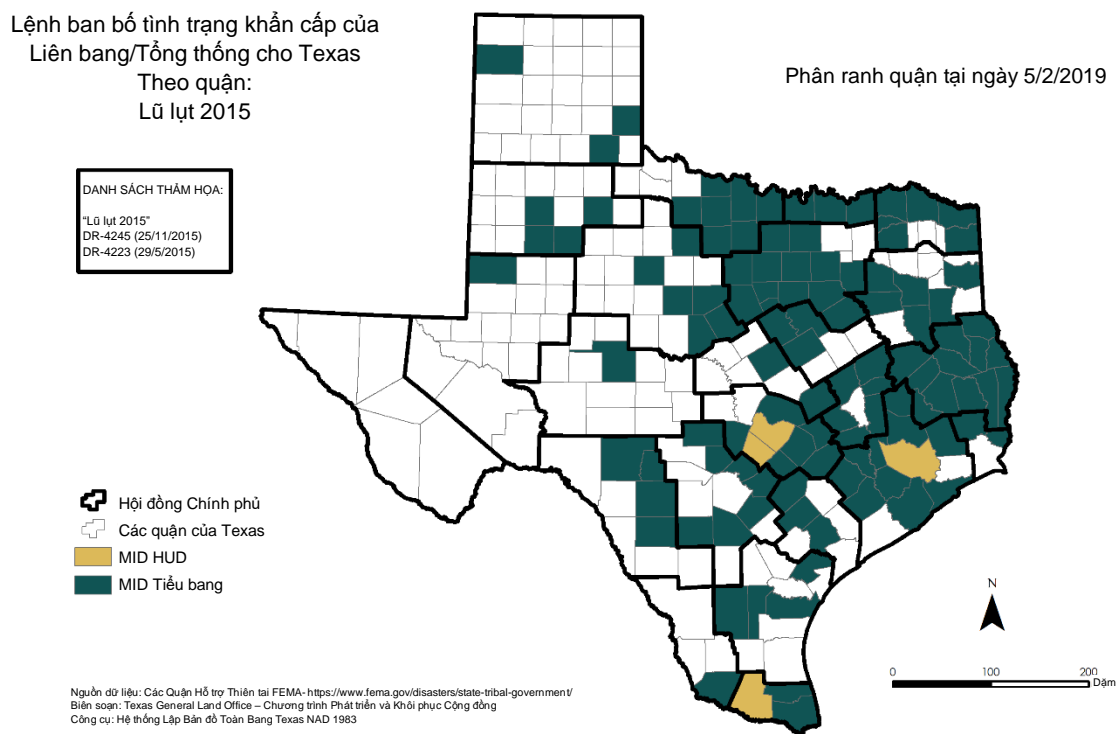 Lệnh ban bố tình trạng khẩn cấp của
Liên bang/Tổng thống cho Texas
Theo quận:
Lũ lụt 2015
Phân ranh quận tại ngày 5/2/2019
DANH SÁCH THẢM HỌA:
“Lũ lụt 2015”
DR-4245 (25/11/2015)
DR-4223 (29/5/2015)
Hội đồng Chính phủ
Các quận của Texas
MID HUD
MID Tiểu bang
N
0 100 200
Dặm
Nguồn dữ liệu: Các Quận Hỗ trợ Thiên tai FEMA- https://www.fema.gov/disasters/state-tribal-government/
Biên soạn: Texas General Land Office – Chương trình Phát triển và Khôi phục Cộng đồng
Công cụ: Hệ thống Lập Bản đồ Toàn Bang Texas NAD 1983